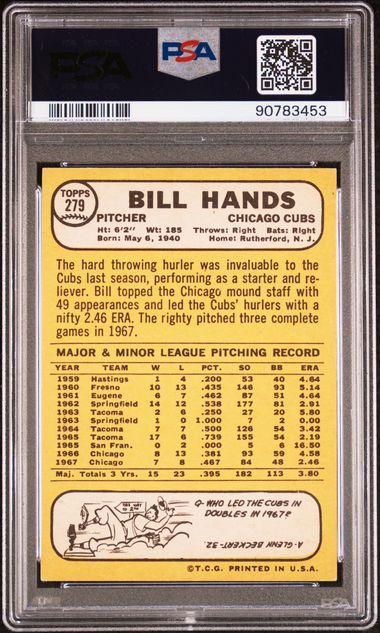 PSA
PSA
90783453
TOPPS
279
BILL HANDS
PITCHER CHICAGO CUBS
Ht: 6'2" Wt: 185 Throws: Right Bats: Right
Born: May 6, 1940 Home: Rutherford, N. J.
The hard throwing hurler was invaluable to the
Cubs last season, performing as a starter and re-
liever. Bill topped the Chicago mound staff with
49 appearances and led the Cubs' hurlers with a
nifty 2.46 ERA. The righty pitched three complete
games in 1967.
MAJOR & MINOR LEAGUE PITCHING RECORD
YEAR TEAM W L PCT. SO BB ERA
1959 Hastings 1 4 .200 53 40 4.64
1960 Fresno 10 13 .435 146 93 5.14
1961 Eugene 6 7 .462 87 51 4.64
1962 Springfield 14 12 .538 177 81 2.91
1963 Tacoma 2 6 .250 27 20 5.80
1963 Springfield 1 0 1.000 7 2 0.00
1964 Tacoma 7 7 .500 126 54 3.42
1965 Tacoma 17 6 .739 155 54 2.19
1965 San Fran. 0 2 .000 5 6 16.50
1966 Chicago 8 13 .381 93 59 4.58
1967 Chicago 7 8 .467 84 48 2.46
Maj. Totals 3 Yrs. 15 23 .395 182 113 3.80
Q-WHO LED THE CUBS IN
DOUBLES IN 1967?
A-GLENN BECKERT-32.
©T.C.G. PRINTED IN U.S.A.